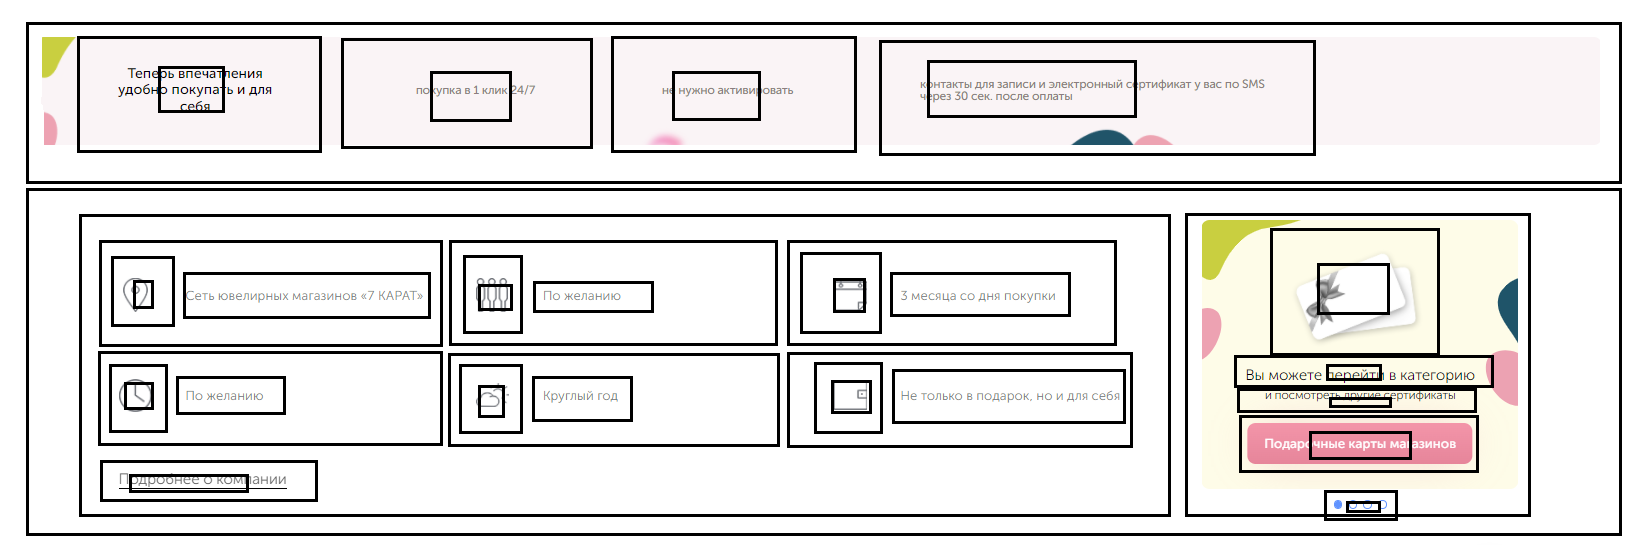 Теперь впечатления
удобно покупать и для
себя
покупка в 1 клик 24/7
не нужно активировать
контакты для записи и электронный сертификат у вас по SMS
через 30 сек. после оплаты
Сеть ювелирных магазинов «7 КАРАТ»
По желанию
3 месяца со дня покупки
По желанию
Круглый год
Не только в подарок, но и для себя
Подробнее о компании
Вы можете перейти в категорию
и посмотреть другие сертификаты
Подарочные карты магазинов